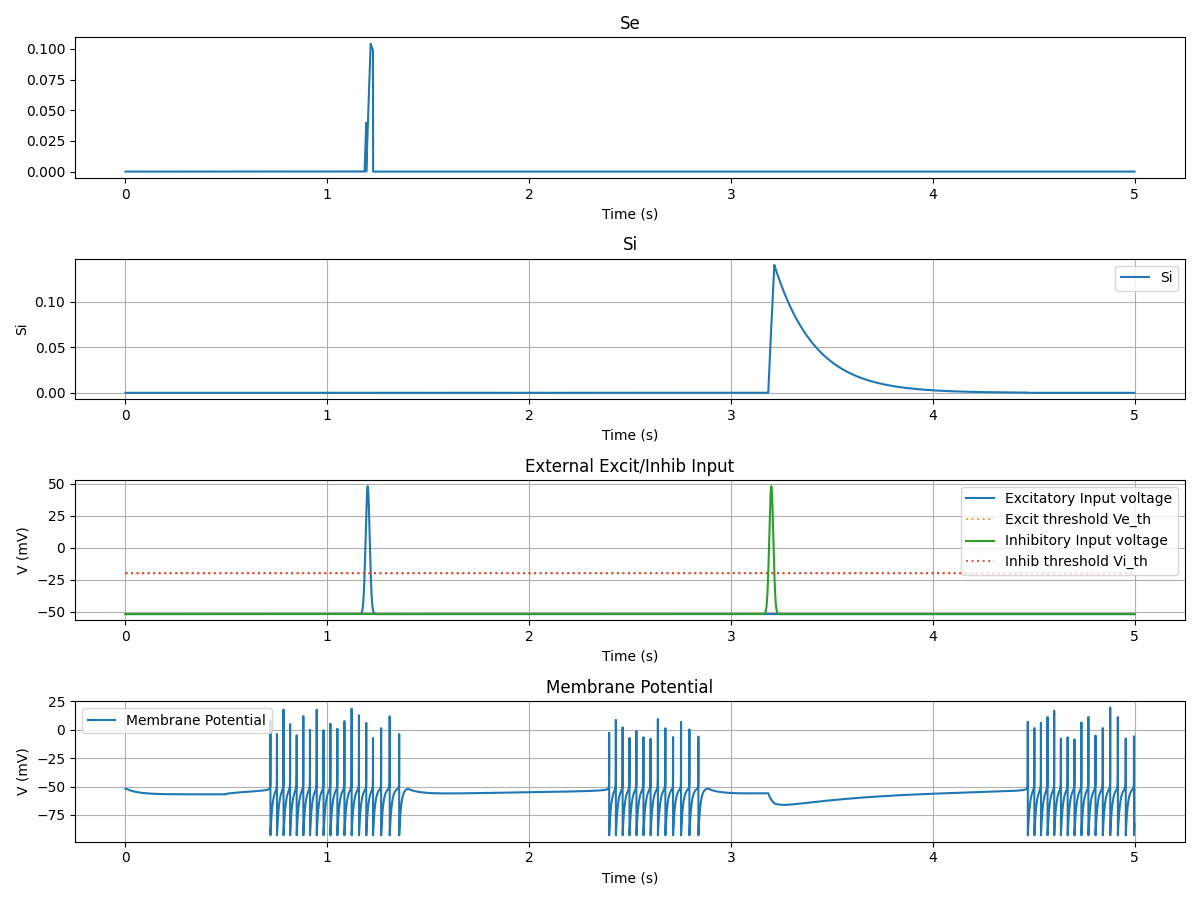 Se
0.100
0.075
0.050
0.025
0.000
0 1 2 3 4 5
Time (s)
Si
Si
0.10
0.05
0.00
Si
0 1 2 3 4 5
Time (s)
External Excit/Inhib Input
50
25
0
−25
−50
V (mV)
Excitatory Input voltage
Excit threshold Ve_th
Inhibitory Input voltage
Inhib threshold Vi_th
0 1 2 3 4 5
Time (s)
Membrane Potential
25
0
−25
−50
−75
V (mV)
Membrane Potential
0 1 2 3 4 5
Time (s)